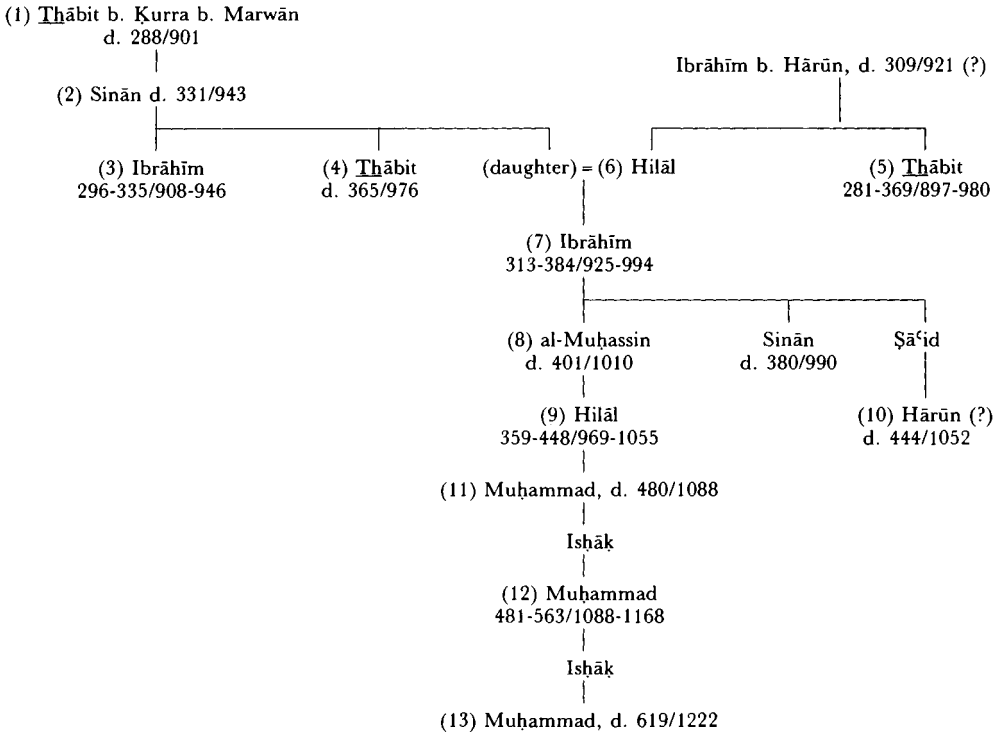 (1) Thābit b. Ḳurra b. Marwān
d. 288/901
Ibrāhīm b. Hārūn, d. 309/921 (?)
(2) Sinān d. 331/943
(3) Ibrāhīm
296-335/908-946
(4) Thābit
d. 365/976
(daughter) = (6) Hilāl
(5) Thābit
281-369/897-980
(7) Ibrāhīm
313-384/925-994
(8) al-Muḥassin
d. 401/1010
Sinān
d. 380/990
Ṣāʿid
(9) Hilāl
359-448/969-1055
(10) Hārūn (?)
d. 444/1052
(11) Muḥammad, d. 480/1088
Isḥāḳ
(12) Muḥammad
481-563/1088-1168
Isḥāḳ
(13) Muḥammad, d. 619/1222